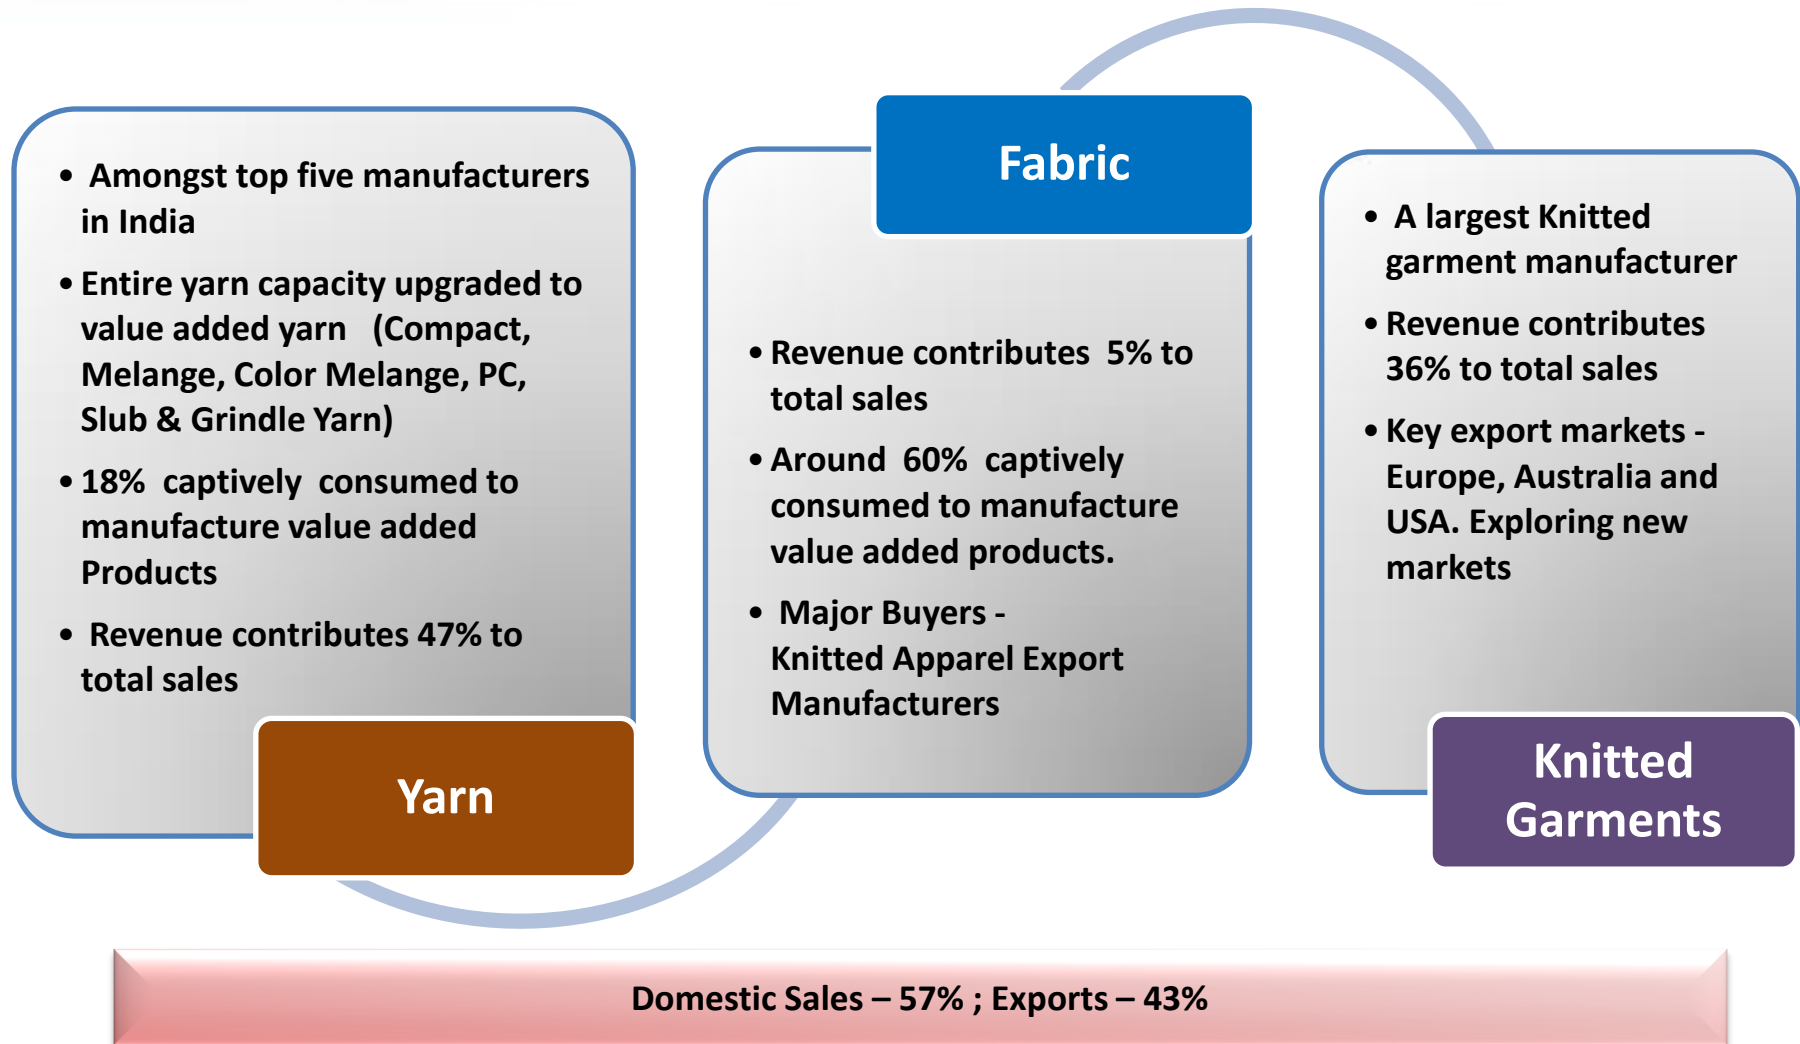 • Amongst top five manufacturers
in India
• Entire yarn capacity upgraded to
value added yarn (Compact,
Melange, Color Melange, PC,
Slub & Grindle Yarn)
• 18% captively consumed to
manufacture value added
Products
• Revenue contributes 47% to
total sales
Yarn
Fabric
• Revenue contributes 5% to
total sales
• Around 60% captively
consumed to manufacture
value added products.
• Major Buyers -
Knitted Apparel Export
Manufacturers
• A largest Knitted
garment manufacturer
• Revenue contributes
36% to total sales
• Key export markets -
Europe, Australia and
USA. Exploring new
markets
Knitted
Garments
Domestic Sales – 57% ; Exports – 43%